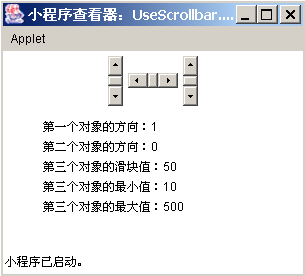 小程序查看器：UseScrollbar....
Applet
第一个对象的方向：1
第二个对象的方向：0
第三个对象的滑块值：50
第三个对象的最小值：10
第三个对象的最大值：500
小程序已启动。